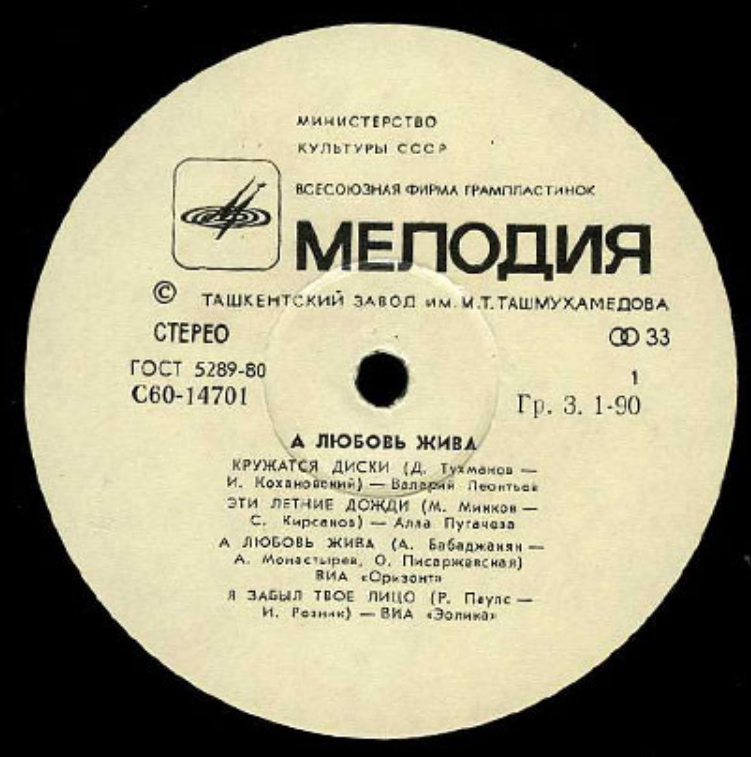 МИНИСТЕРСТВО
КУЛЬТУРЫ СССР
ВСЕСОЮЗНАЯ ФИРМА ГРАМПЛАСТИНОК
МЕЛОДИЯ
© ТАШКЕНТСКИЙ ЗАВОД ИМ. М.Т. ТАШМУХАМЕДОВА
СТЕРЕО 33
ГОСТ 5289-80 1
С60-14701 Гр. 3. 1-90
А ЛЮБОВЬ ЖИВА
КРУЖАТСЯ ДИСКИ (Д. Тухманов —
И. Кохановский) — Валерий Леонтьев
ЭТИ ЛЕТНИЕ ДОЖДИ (М. Минков —
С. Кирсанов) — Алла Пугачева
А ЛЮБОВЬ ЖИВА (А. Бабаджанян —
А. Монастырев, О. Писаржевская)
ВИА «Оризонт»
Я ЗАБЫЛ ТВОЕ ЛИЦО (Р. Паулс —
И. Резник) — ВИА «Эолика»